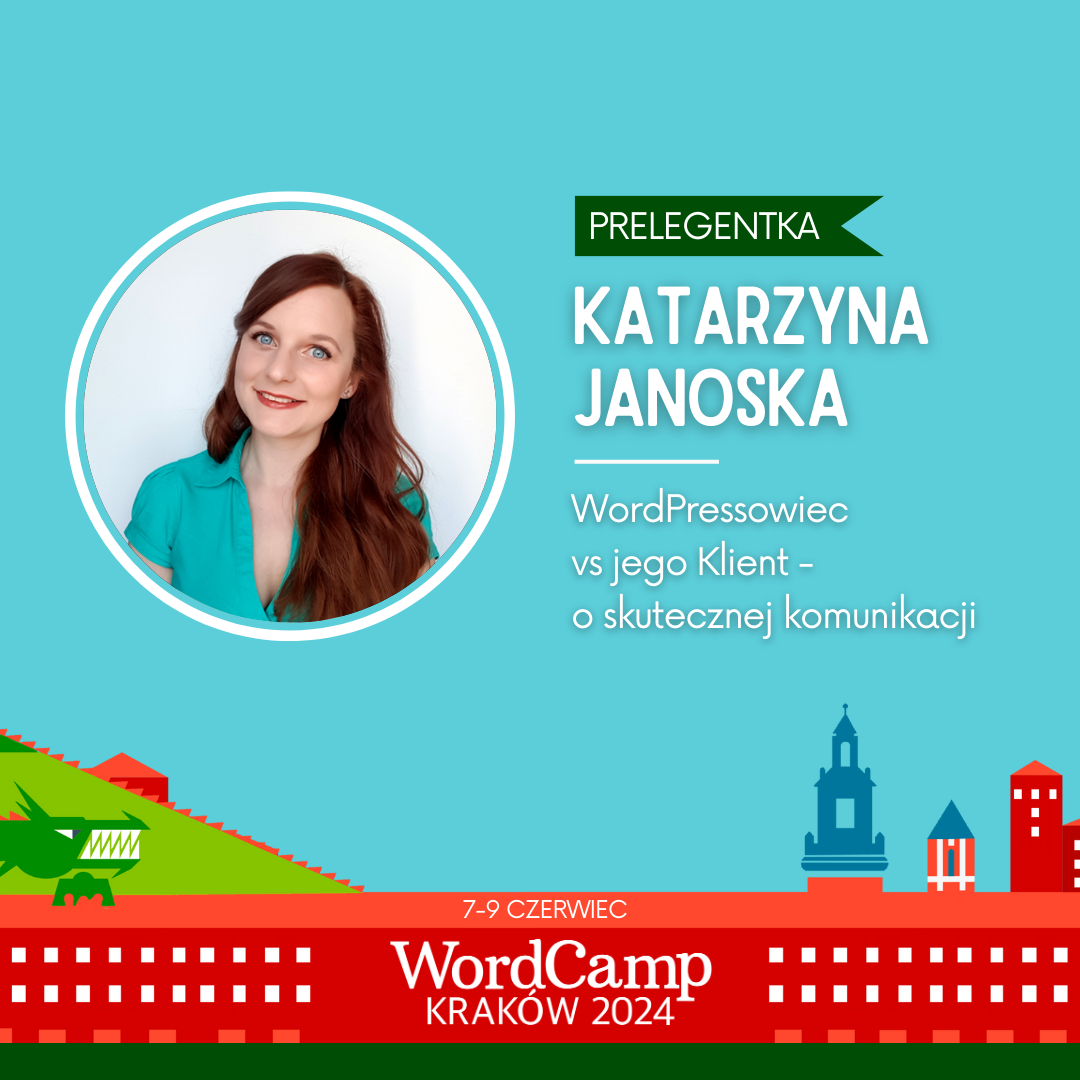 PRELEGENTKA
KATARZYNA
JANOSKA
WordPressowiec
vs jego Klient -
o skutecznej komunikacji
7-9 CZERWIEC
WordCamp
KRAKÓW 2024